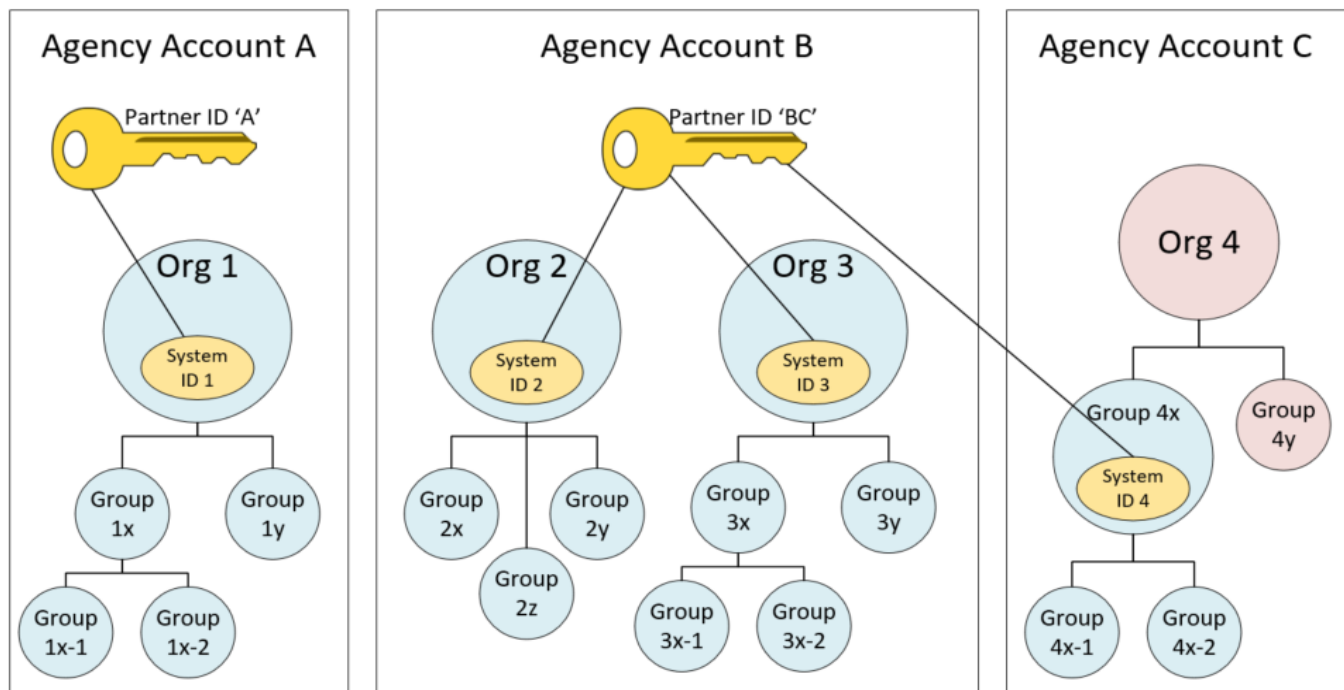 Agency Account A
Agency Account B
Agency Account C
Partner ID ‘A’
Partner ID ‘BC’
Org 1
Org 2
Org 3
Org 4
System
ID 1
System
ID 2
System
ID 3
Group 4x
System
ID 4
Group
4y
Group
1x
Group
1y
Group
2x
Group
2y
Group
2z
Group
3x
Group
3y
Group
1x-1
Group
1x-2
Group
3x-1
Group
3x-2
Group
4x-1
Group
4x-2